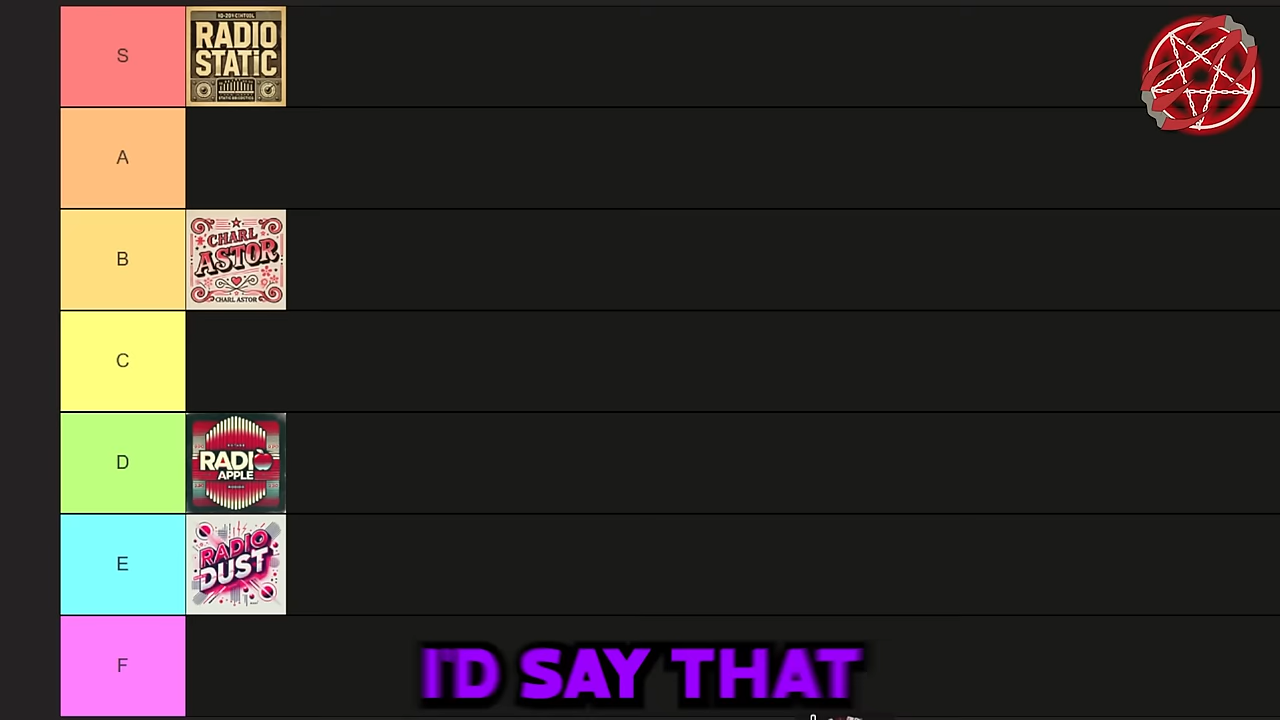 S
RADIO
STATIC
A
B
CHARL
ASTOR
CHARL ASTOR
C
D
RADIO
APPLE
E
RADIO
DUST
F
I'D SAY THAT